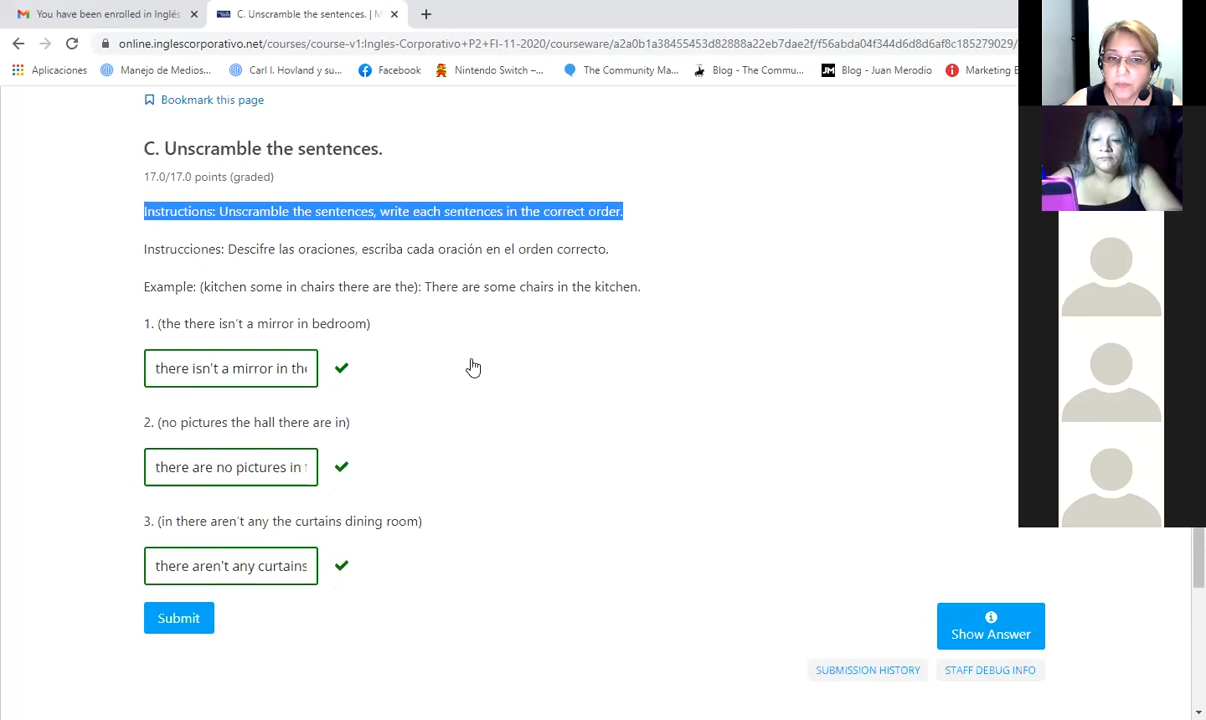 You have been enrolled in Inglés
C. Unscramble the sentences. | M
online.inglescorporativo.net/courses/course-v1:Ingles-Corporativo+P2+FI-11-2020/courseware/a2a0b1a38455453d82888a22eb7dae2f/f56abda04f344d6d8d6af8c185279029/
Aplicaciones
Manejo de Medios...
Carl I. Hovland y su...
Facebook
Nintendo Switch –...
The Community Ma...
Blog - The Commu...
JM
Blog - Juan Merodio
Marketing E
Bookmark this page
C. Unscramble the sentences.
17.0/17.0 points (graded)
Instructions: Unscramble the sentences, write each sentences in the correct order.
Instrucciones: Descifre las oraciones, escriba cada oración en el orden correcto.
Example: (kitchen some in chairs there are the): There are some chairs in the kitchen.
1. (the there isn't a mirror in bedroom)
there isn't a mirror in the
2. (no pictures the hall there are in)
there are no pictures in
3. (in there aren't any the curtains dining room)
there aren't any curtains
Submit
Show Answer
SUBMISSION HISTORY
STAFF DEBUG INFO